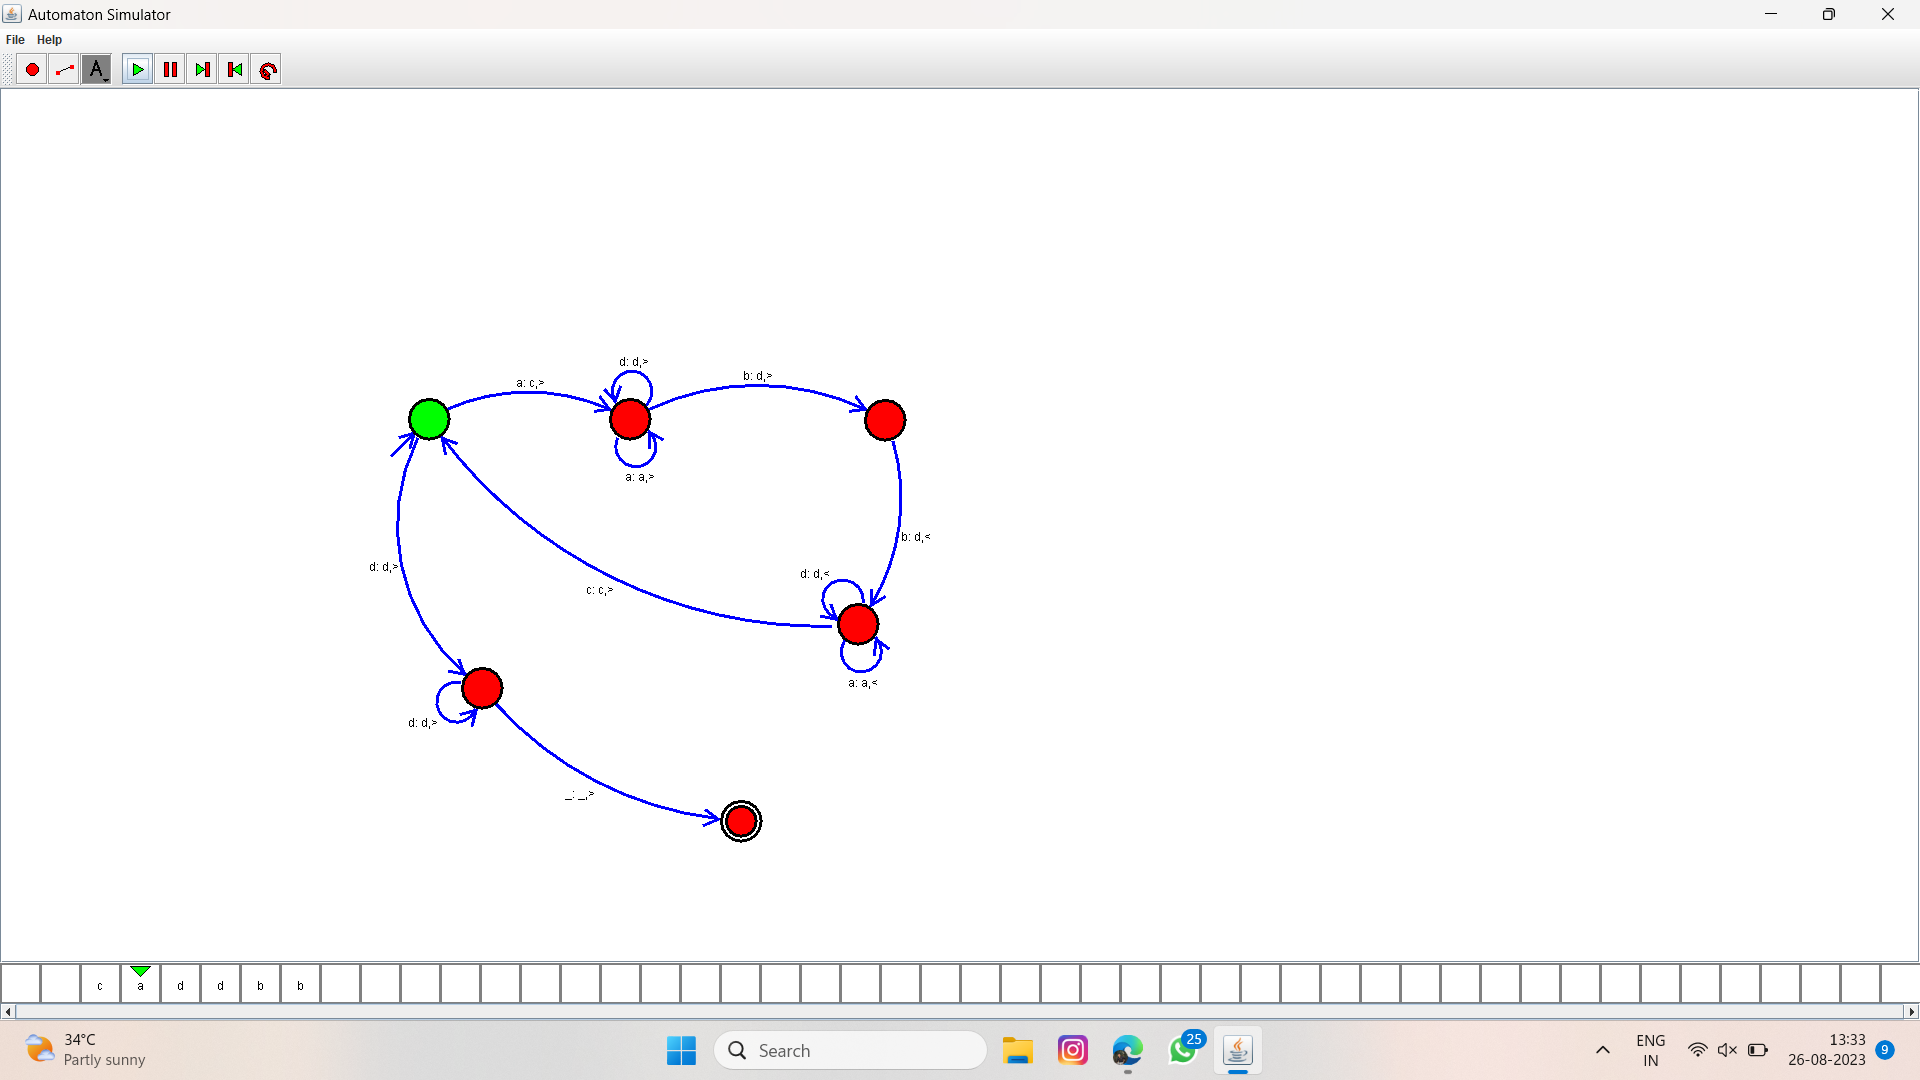 Automaton Simulator
File Help
A
d: d,>
b: d,>
a: c,>
a: a,>
b: d,<
d: d,>
d: d,<
c: c,>
a: a,<
d: d,>
_: _,>
c a d d b b
34°C
Partly sunny
Search
25
ENG
IN
13:33
26-08-2023
9